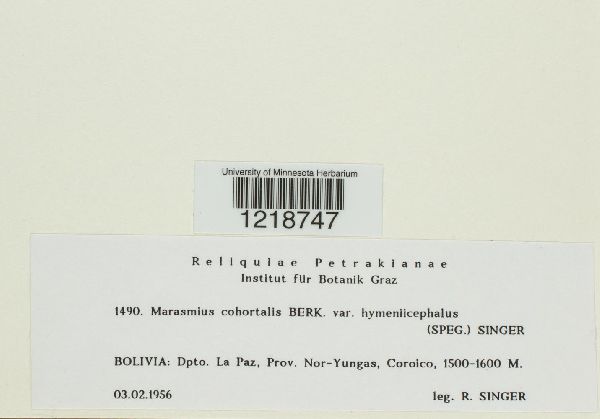 University of Minnesota Herbarium
1218747
Reliquiae Petrakianae
Institut für Botanik Graz
1490. Marasmius cohortalis BERK. var. hymeniicephalus
(SPEG.) SINGER
BOLIVIA: Dpto. La Paz, Prov. Nor-Yungas, Coroico, 1500-1600 M.
03.02.1956 leg. R. SINGER